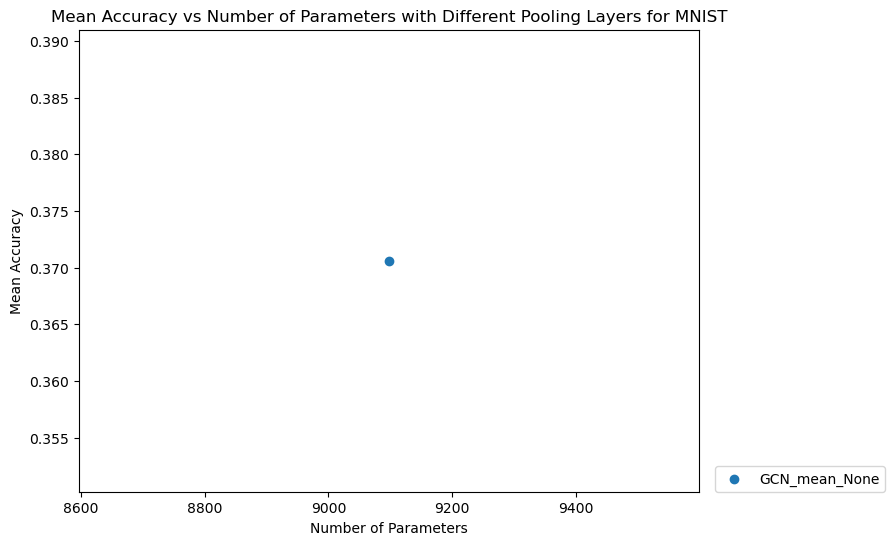 Mean Accuracy vs Number of Parameters with Different Pooling Layers for MNIST
Mean Accuracy
0.390
0.385
0.380
0.375
0.370
0.365
0.360
0.355
8600 8800 9000 9200 9400
Number of Parameters
GCN_mean_None